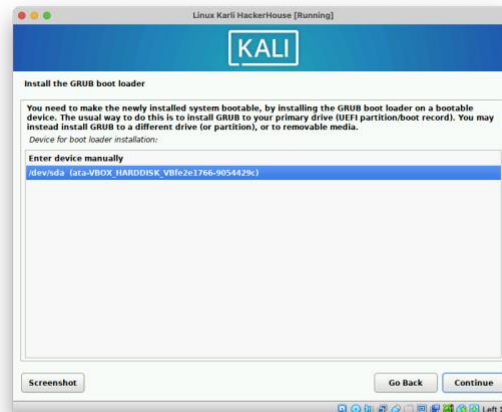 Linux Karli HackerHouse [Running]
KALI
Install the GRUB boot loader
You need to make the newly installed system bootable, by installing the GRUB boot loader on a bootable
device. The usual way to do this is to install GRUB to your primary drive (UEFI partition/boot record). You may
instead install GRUB to a different drive (or partition), or to removable media.
Device for boot loader installation:
Enter device manually
/dev/sda (ata-VBOX_HARDDISK_VBfe2e1766-9054429c)
Screenshot
Go Back
Continue
Left